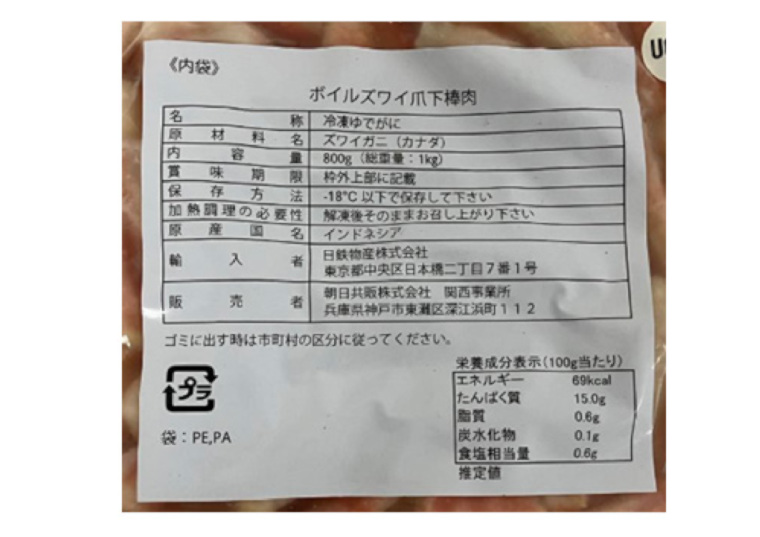 《内袋》
ボイルズワイ爪下棒肉
名称 冷凍ゆでがに
原材料名 ズワイガニ（カナダ）
内容量 800g（総重量：1kg）
賞味期限 枠外上部に記載
保存方法 -18℃以下で保存して下さい
加熱調理の必要性 解凍後そのままお召し上がり下さい
原産国名 インドネシア
輸入者 日鉄物産株式会社
東京都中央区日本橋二丁目7番1号
販売者 朝日共販株式会社 関西事業所
兵庫県神戸市東灘区深江浜町112
ゴミに出す時は市町村の区分に従ってください。
プラ
袋：PE,PA
栄養成分表示(100g当たり)
エネルギー 69kcal
たんぱく質 15.0g
脂質 0.6g
炭水化物 0.1g
食塩相当量 0.6g
推定値